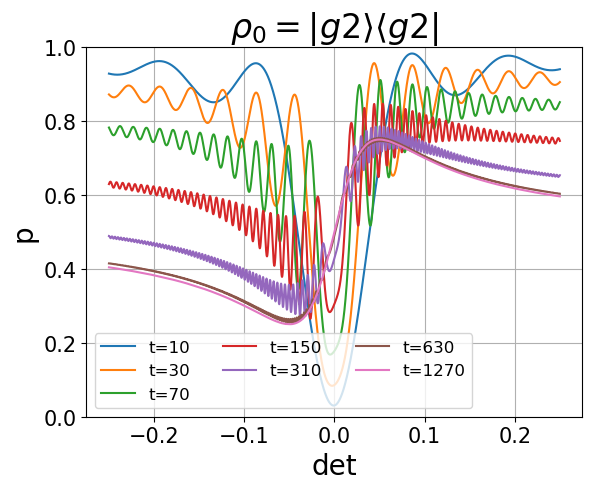 ρ₀ = |g2⟩⟨g2|
1.0
0.8
0.6
0.4
0.2
0.0
p
t=10
t=30
t=70
t=150
t=310
t=630
t=1270
−0.2
−0.1
0.0
0.1
0.2
det